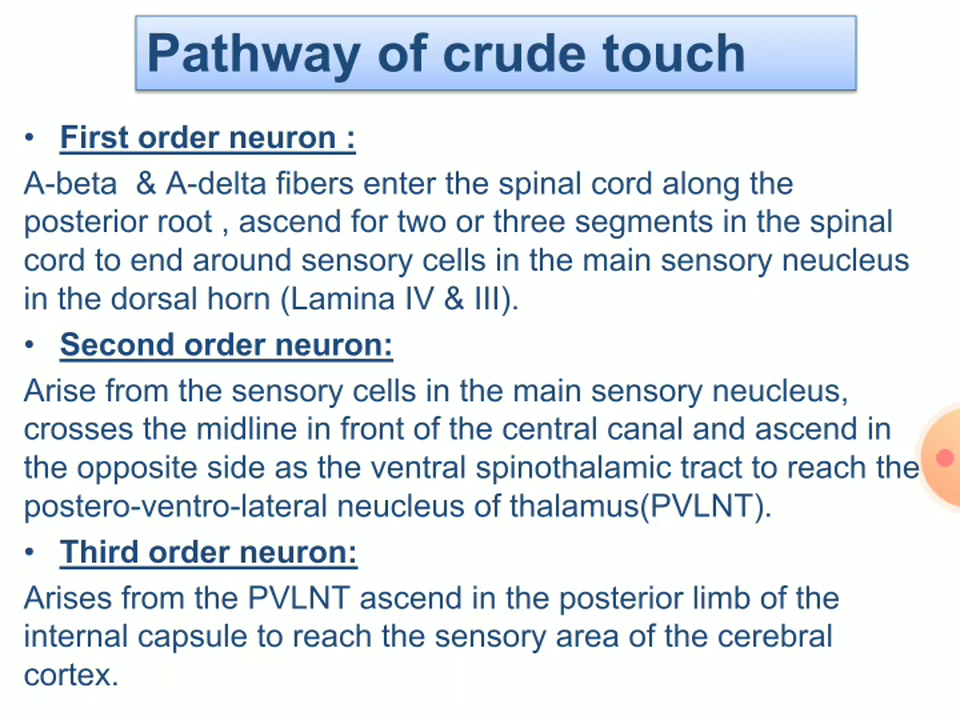 Pathway of crude touch
• First order neuron :
A-beta & A-delta fibers enter the spinal cord along the
posterior root , ascend for two or three segments in the spinal
cord to end around sensory cells in the main sensory neucleus
in the dorsal horn (Lamina IV & III).
• Second order neuron:
Arise from the sensory cells in the main sensory neucleus,
crosses the midline in front of the central canal and ascend in
the opposite side as the ventral spinothalamic tract to reach the
postero-ventro-lateral neucleus of thalamus(PVLNT).
• Third order neuron:
Arises from the PVLNT ascend in the posterior limb of the
internal capsule to reach the sensory area of the cerebral
cortex.